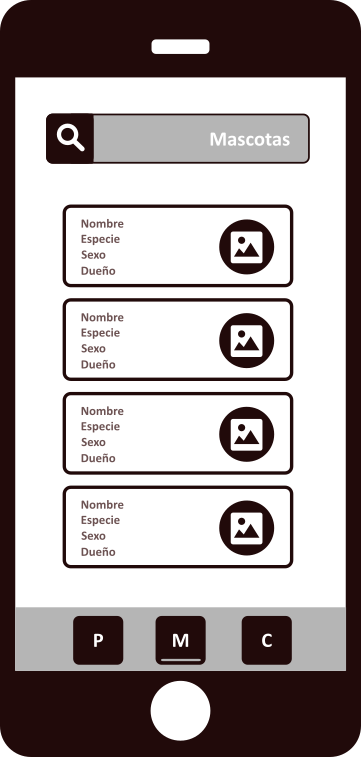 Mascotas
Nombre
Especie
Sexo
Dueño
Nombre
Especie
Sexo
Dueño
Nombre
Especie
Sexo
Dueño
Nombre
Especie
Sexo
Dueño
P M C